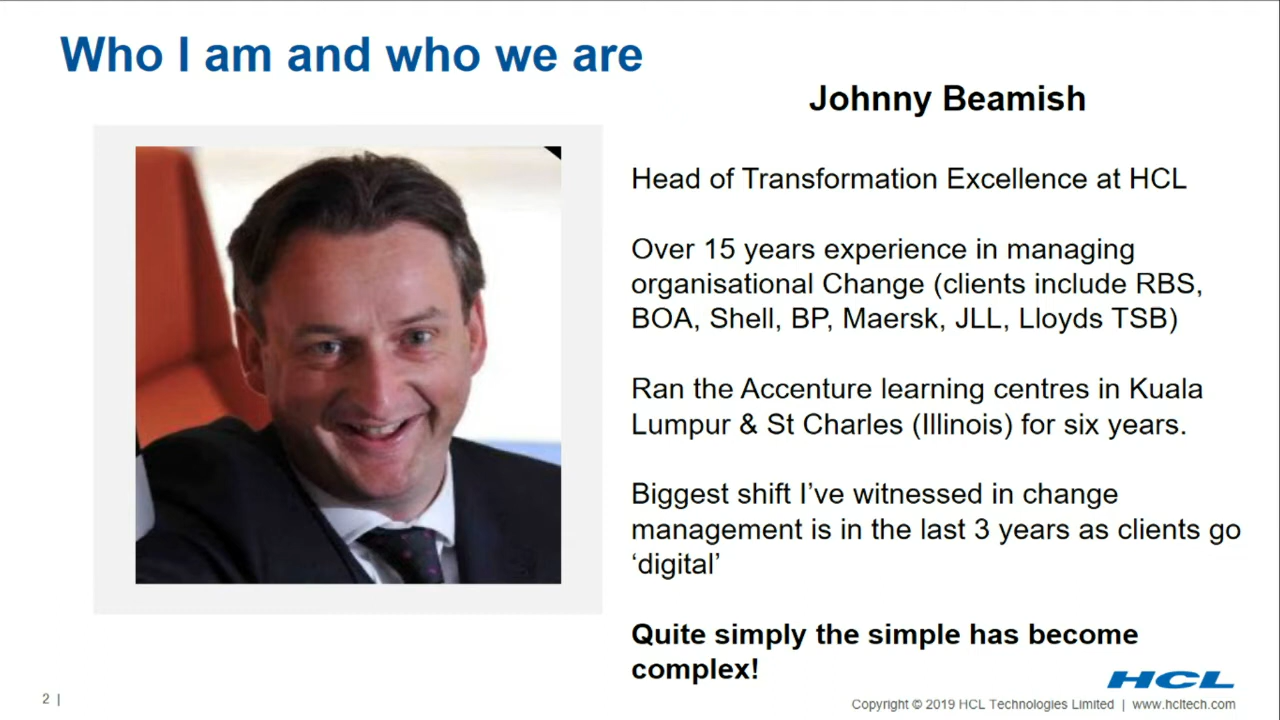 Who I am and who we are
Johnny Beamish
Head of Transformation Excellence at HCL
Over 15 years experience in managing
organisational Change (clients include RBS,
BOA, Shell, BP, Maersk, JLL, Lloyds TSB)
Ran the Accenture learning centres in Kuala
Lumpur & St Charles (Illinois) for six years.
Biggest shift I’ve witnessed in change
management is in the last 3 years as clients go
‘digital’
Quite simply the simple has become
complex!
HCL
2 |
Copyright © 2019 HCL Technologies Limited | www.hcltech.com